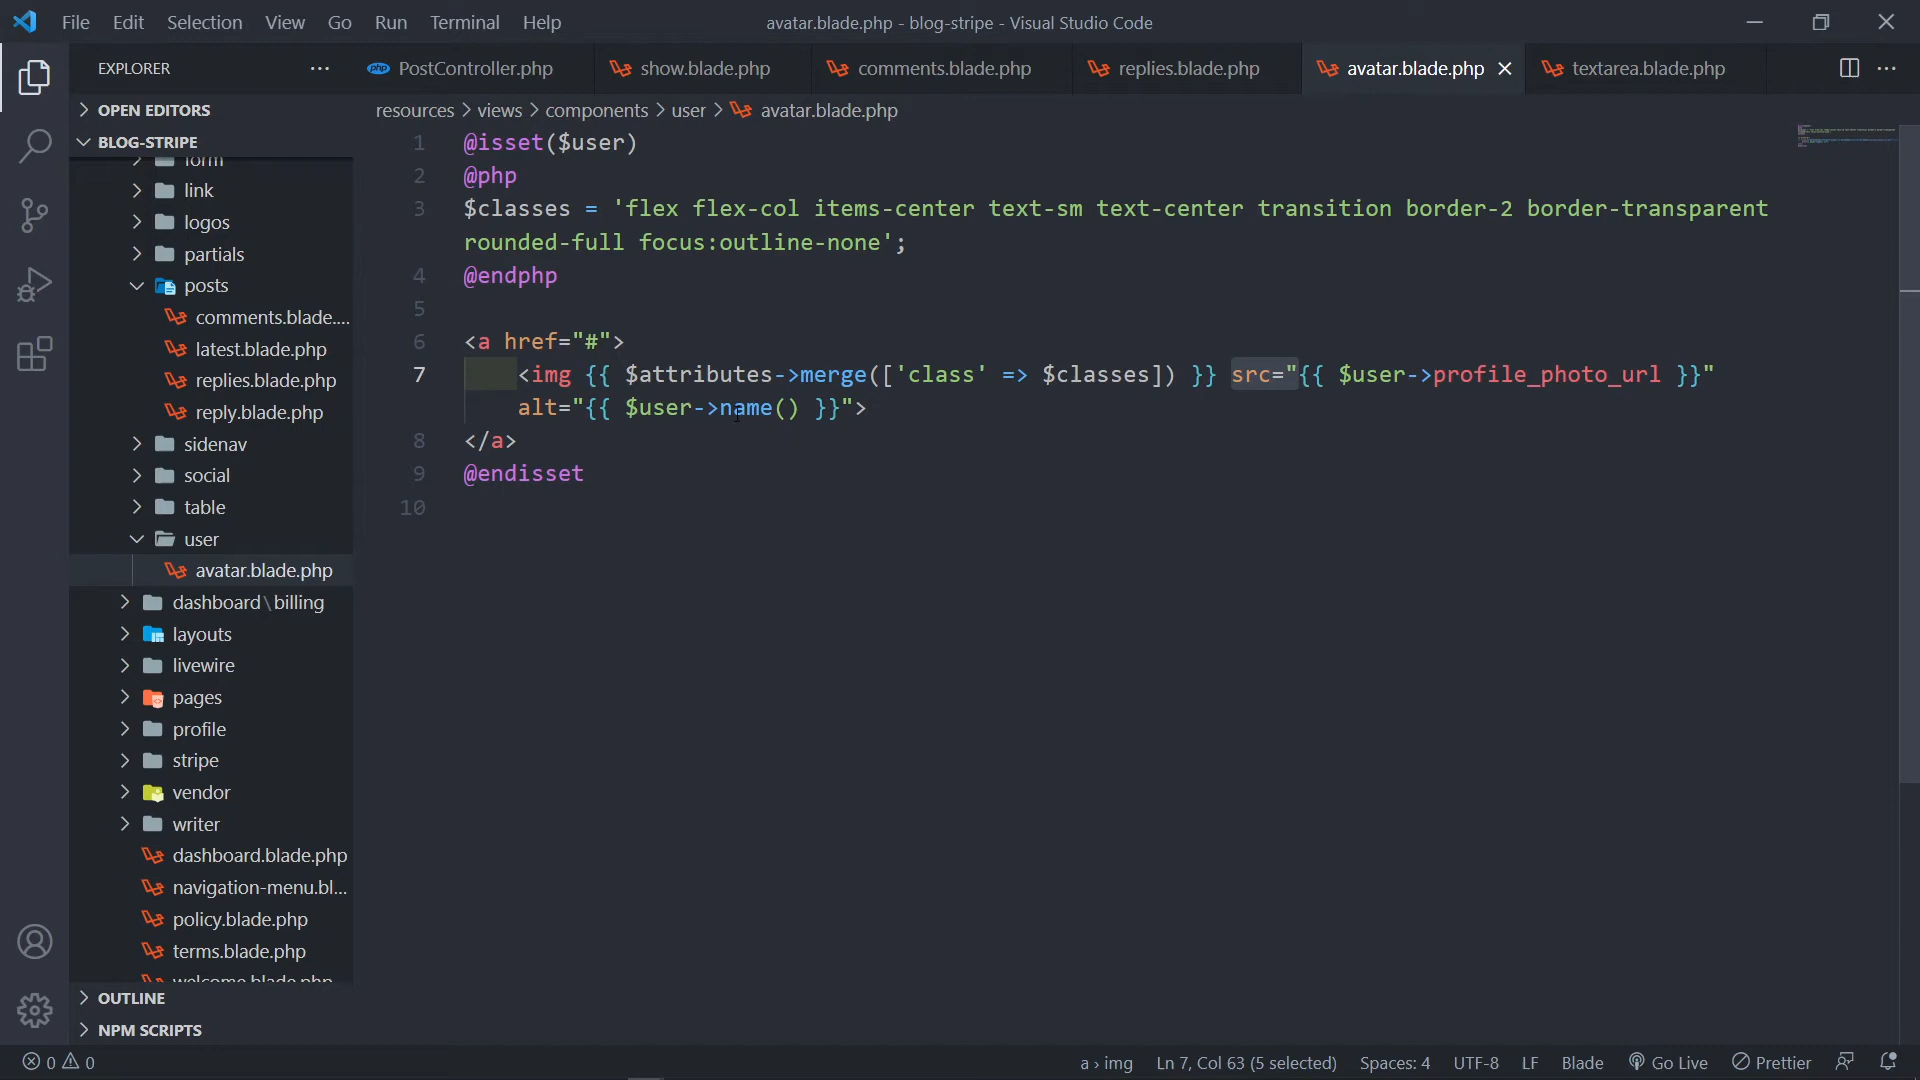 File Edit Selection View Go Run Terminal Help
avatar.blade.php - blog-stripe - Visual Studio Code
EXPLORER
PostController.php
show.blade.php
comments.blade.php
replies.blade.php
avatar.blade.php
textarea.blade.php
OPEN EDITORS
BLOG-STRIPE
form
link
logos
partials
posts
comments.blade....
latest.blade.php
replies.blade.php
reply.blade.php
sidenav
social
table
user
avatar.blade.php
dashboard\billing
layouts
livewire
pages
profile
stripe
vendor
writer
dashboard.blade.php
navigation-menu.bl...
policy.blade.php
terms.blade.php
welcome.blade.php
OUTLINE
NPM SCRIPTS
resources > views > components > user > avatar.blade.php
1 @isset($user)
2 @php
3 $classes = 'flex flex-col items-center text-sm text-center transition border-2 border-transparent
rounded-full focus:outline-none';
4 @endphp
5
6 <a href="#">
7 <img {{ $attributes->merge(['class' => $classes]) }} src="{{ $user->profile_photo_url }}"
alt="{{ $user->name() }}">
8 </a>
9 @endisset
10
0 0
a > img
Ln 7, Col 63 (5 selected)
Spaces: 4
UTF-8
LF
Blade
Go Live
Prettier